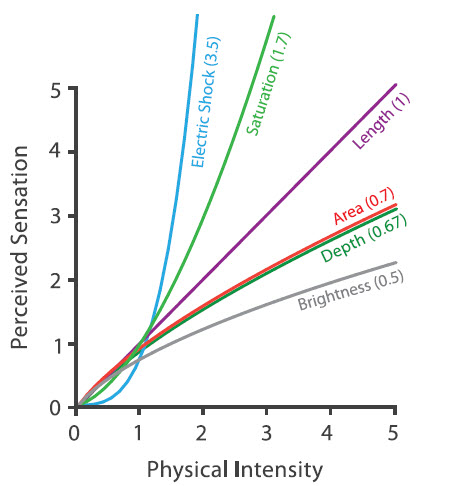 Electric Shock (3.5)
Saturation (1.7)
Length (1)
Area (0.7)
Depth (0.67)
Brightness (0.5)
Perceived Sensation
5
4
3
2
1
0
0 1 2 3 4 5
Physical Intensity